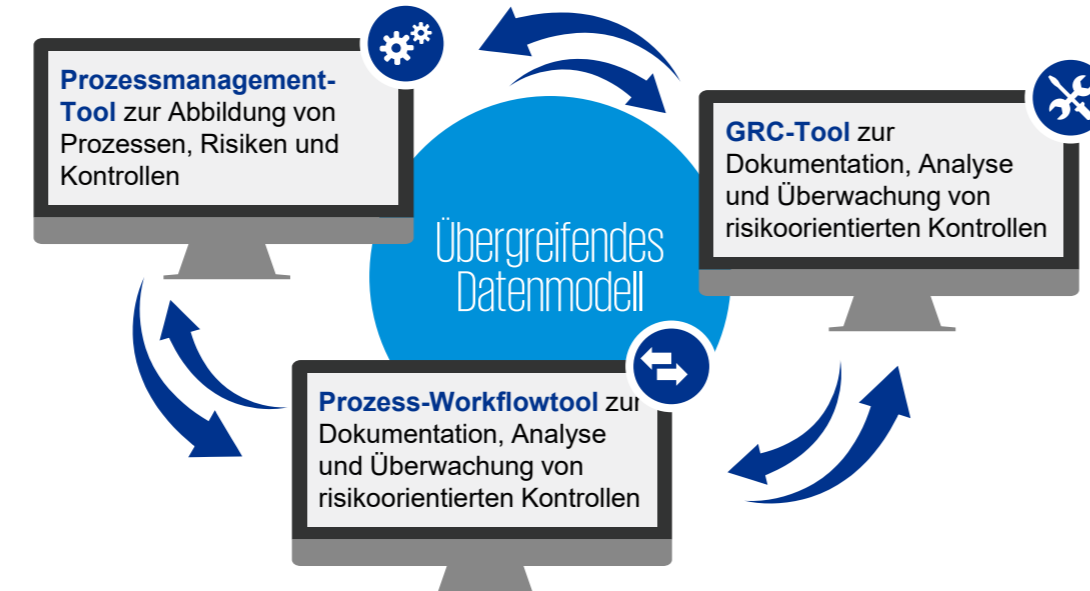 Prozessmanagement-
Tool zur Abbildung von
Prozessen, Risiken und
Kontrollen
GRC-Tool zur
Dokumentation, Analyse
und Überwachung von
risikoorientierten Kontrollen
Übergreifendes
Datenmodell
Prozess-Workflowtool zur
Dokumentation, Analyse
und Überwachung von
risikoorientierten Kontrollen